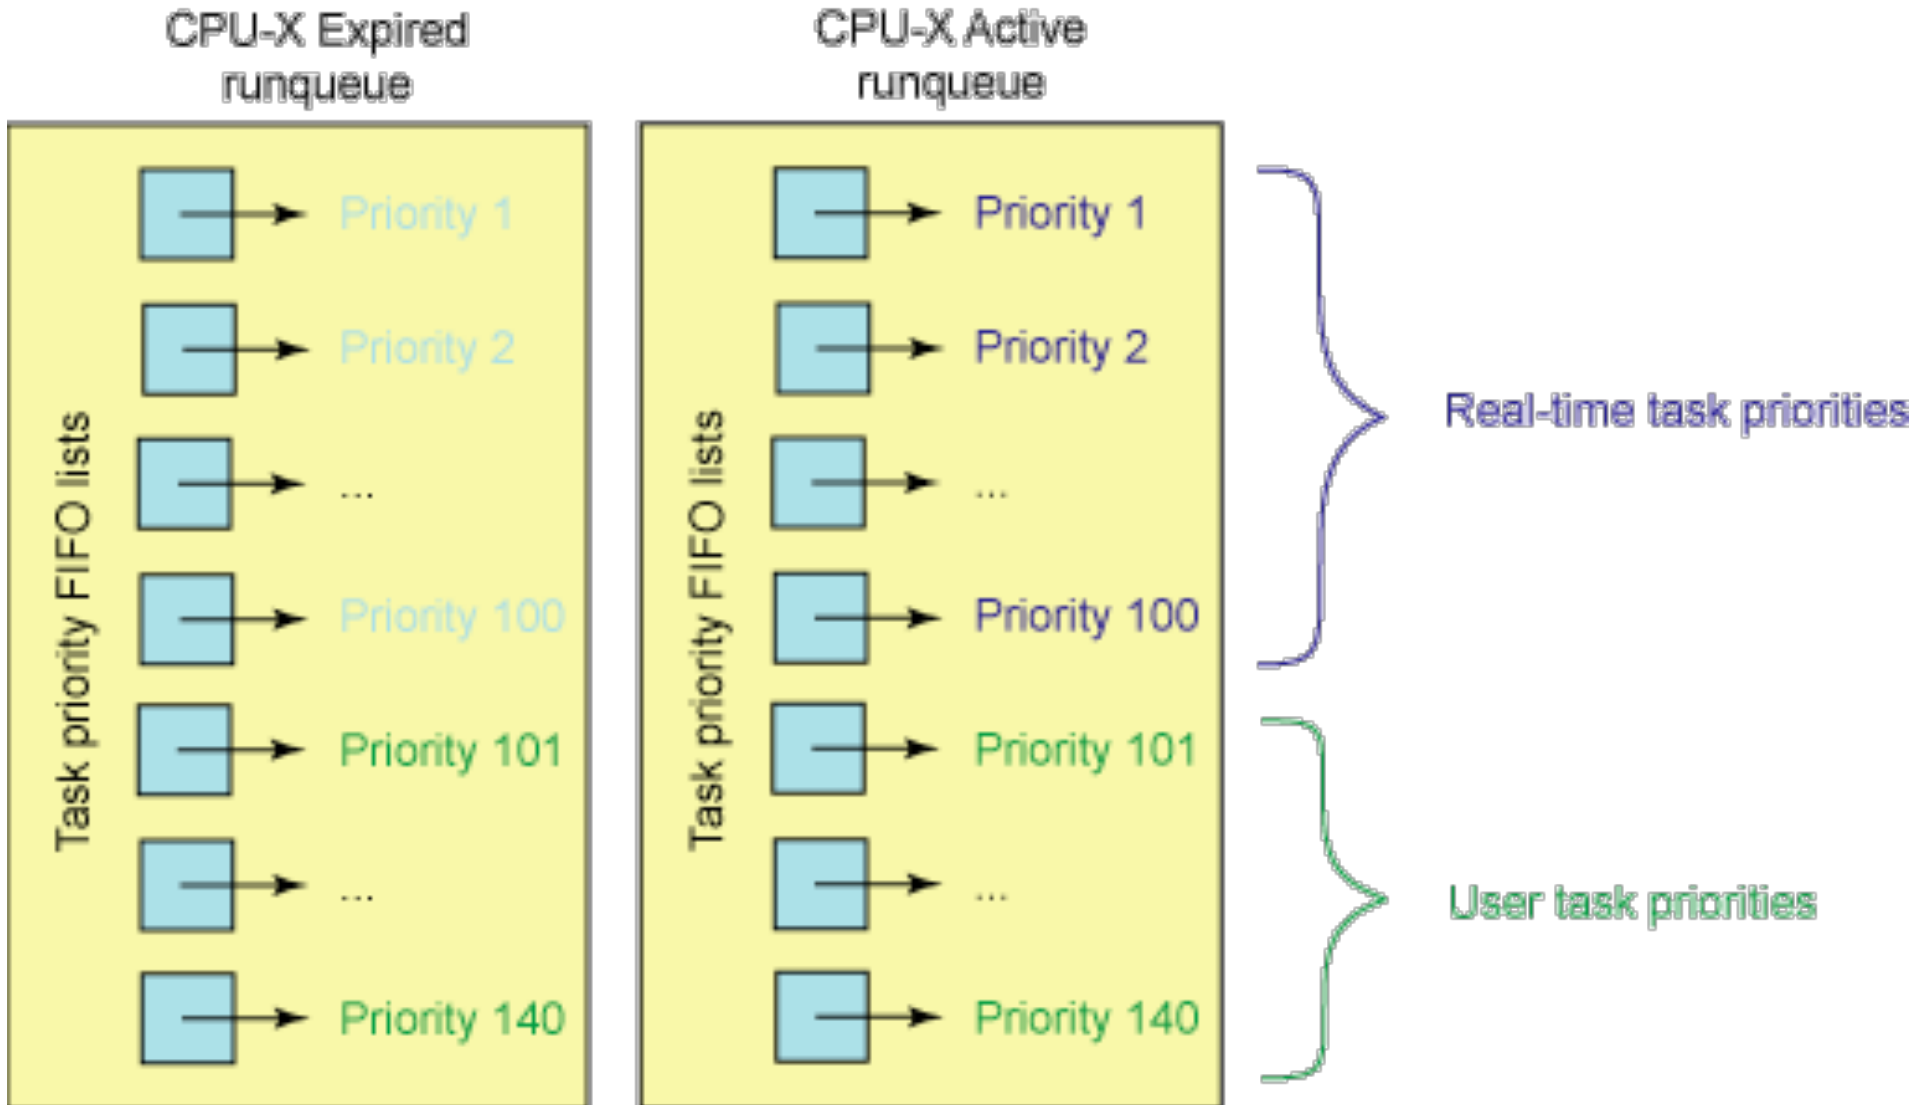 CPU-X Expired
runqueue
Task priority FIFO lists
Priority 1
Priority 2
...
Priority 100
Priority 101
...
Priority 140
CPU-X Active
runqueue
Task priority FIFO lists
Priority 1
Priority 2
...
Priority 100
Priority 101
...
Priority 140
Real-time task priorities
User task priorities